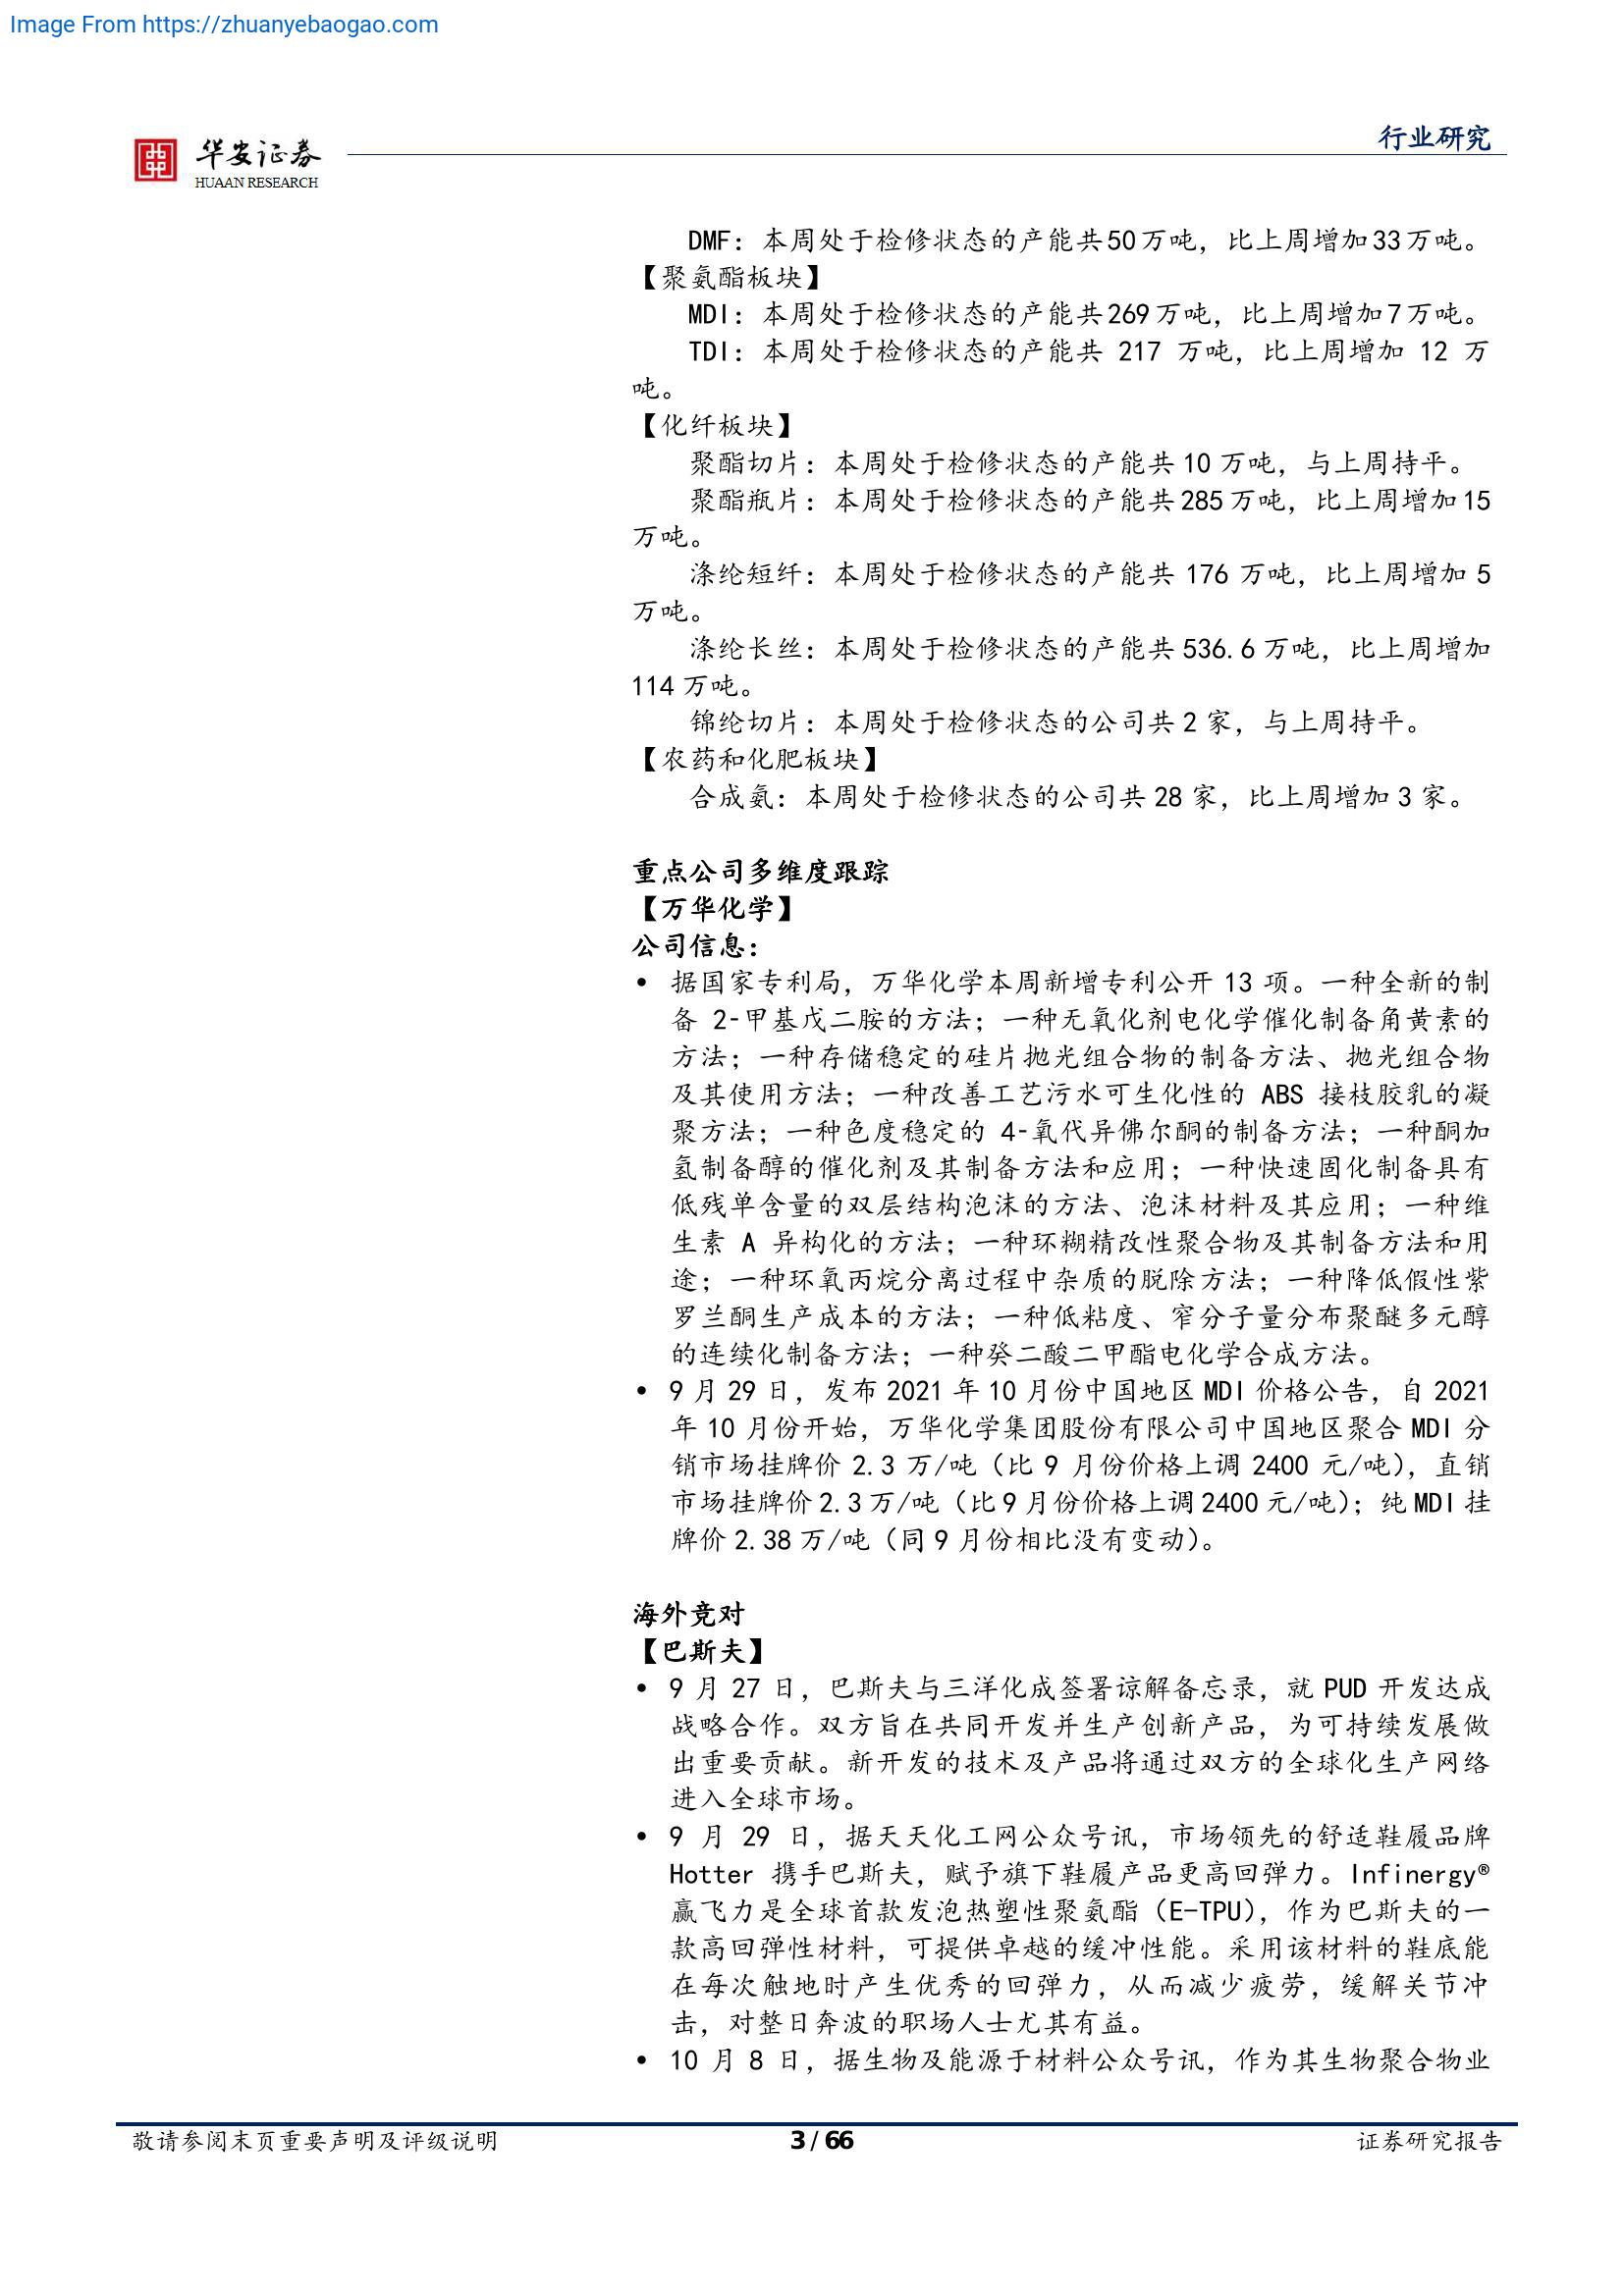 Image From https://zhuanyebaogao.com
华安证券
HUAAN RESEARCH
行业研究
DMF：本周处于检修状态的产能共50万吨，比上周增加33万吨。
【聚氨酯板块】
MDI：本周处于检修状态的产能共269万吨，比上周增加7万吨。
TDI：本周处于检修状态的产能共 217 万吨，比上周增加 12 万
吨。
【化纤板块】
聚酯切片：本周处于检修状态的产能共 10 万吨，与上周持平。
聚酯瓶片：本周处于检修状态的产能共 285 万吨，比上周增加 15
万吨。
涤纶短纤：本周处于检修状态的产能共 176 万吨，比上周增加 5
万吨。
涤纶长丝：本周处于检修状态的产能共 536.6 万吨，比上周增加
114 万吨。
锦纶切片：本周处于检修状态的公司共 2 家，与上周持平。
【农药和化肥板块】
合成氨：本周处于检修状态的公司共 28 家，比上周增加 3 家。
重点公司多维度跟踪
【万华化学】
公司信息：
• 据国家专利局，万华化学本周新增专利公开 13 项。一种全新的制
备 2-甲基戊二胺的方法；一种无氧化剂电化学催化制备角黄素的
方法；一种存储稳定的硅片抛光组合物的制备方法、抛光组合物
及其使用方法；一种改善工艺污水可生化性的 ABS 接枝胶乳的凝
聚方法；一种色度稳定的 4-氧代异佛尔酮的制备方法；一种酮加
氢制备醇的催化剂及其制备方法和应用；一种快速固化制备具有
低残单含量的双层结构泡沫的方法、泡沫材料及其应用；一种维
生素 A 异构化的方法；一种环糊精改性聚合物及其制备方法和用
途；一种环氧丙烷分离过程中杂质的脱除方法；一种降低假性紫
罗兰酮生产成本的方法；一种低粘度、窄分子量分布聚醚多元醇
的连续化制备方法；一种癸二酸二甲酯电化学合成方法。
• 9 月 29 日，发布 2021 年 10 月份中国地区 MDI 价格公告，自 2021
年 10 月份开始，万华化学集团股份有限公司中国地区聚合 MDI 分
销市场挂牌价 2.3 万/吨（比 9 月份价格上调 2400 元/吨），直销
市场挂牌价 2.3 万/吨（比 9 月份价格上调 2400 元/吨）；纯 MDI 挂
牌价 2.38 万/吨（同 9 月份相比没有变动）。
海外竞对
【巴斯夫】
• 9 月 27 日，巴斯夫与三洋化成签署谅解备忘录，就 PUD 开发达成
战略合作。双方旨在共同开发并生产创新产品，为可持续发展做
出重要贡献。新开发的技术及产品将通过双方的全球化生产网络
进入全球市场。
• 9 月 29 日，据天天化工网公众号讯，市场领先的舒适鞋履品牌
Hotter 携手巴斯夫，赋予旗下鞋履产品更高回弹力。Infinergy®
赢飞力是全球首款发泡热塑性聚氨酯（E-TPU），作为巴斯夫的一
款高回弹性材料，可提供卓越的缓冲性能。采用该材料的鞋底能
在每次触地时产生优秀的回弹力，从而减少疲劳，缓解关节冲
击，对整日奔波的职场人士尤其有益。
• 10 月 8 日，据生物及能源于材料公众号讯，作为其生物聚合物业
敬请参阅末页重要声明及评级说明
3 / 66
证券研究报告